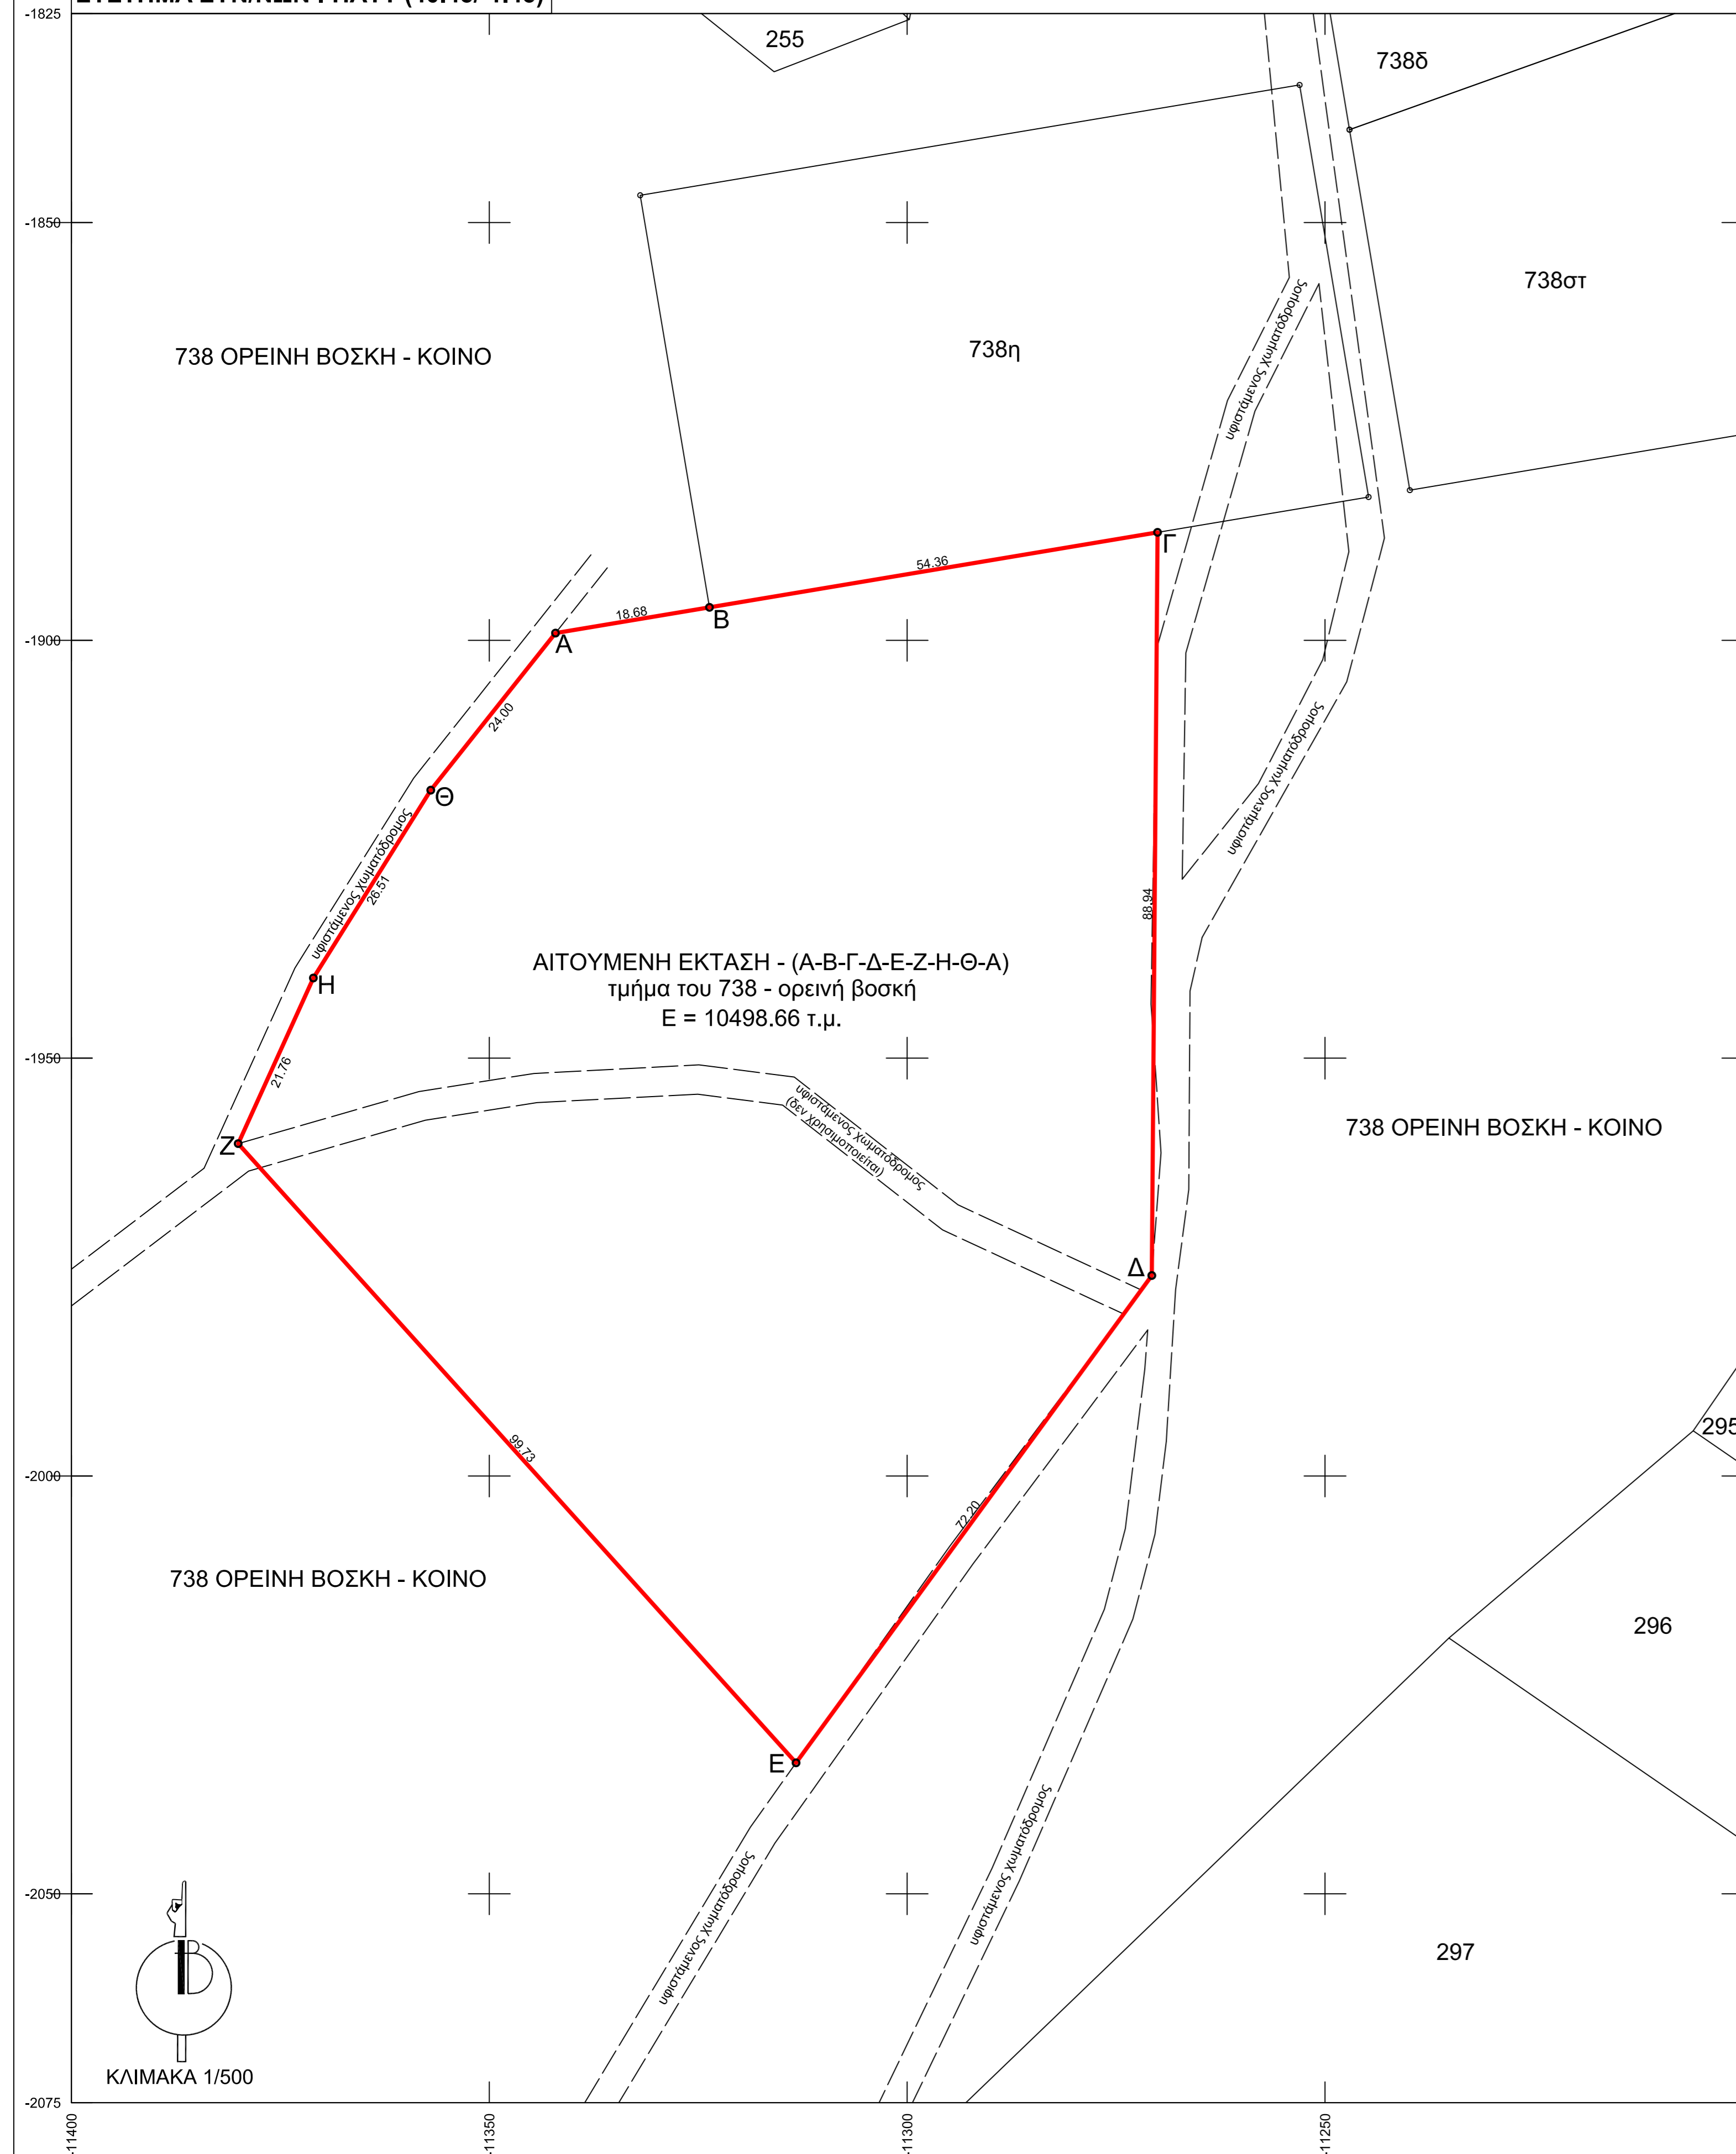 -1825
255
738δ
-1850
738στ
738η
738 ΟΡΕΙΝΗ ΒΟΣΚΗ - ΚΟΙΝΟ
υφιστάμενος χωματόδρομος
Γ
54.36
18.68
Β
-1900
Α
24.00
υφιστάμενος χωματόδρομος
Θ
υφιστάμενος χωματόδρομος
26.51
88.94
ΑΙΤΟΥΜΕΝΗ ΕΚΤΑΣΗ - (Α-Β-Γ-Δ-Ε-Ζ-Η-Θ-Α)
τμήμα του 738 - ορεινή βοσκή
Ε = 10498.66 τ.μ.
Η
-1950
21.76
υφιστάμενος χωματόδρομος
(δεν χρησιμοποιείται)
738 ΟΡΕΙΝΗ ΒΟΣΚΗ - ΚΟΙΝΟ
Ζ
Δ
295
99.73
-2000
72.20
738 ΟΡΕΙΝΗ ΒΟΣΚΗ - ΚΟΙΝΟ
296
Ε
υφιστάμενος χωματόδρομος
υφιστάμενος χωματόδρομος
-2050
297
Β
ΚΛΙΜΑΚΑ 1/500
-2075
-11400
-11350
-11300
-11250